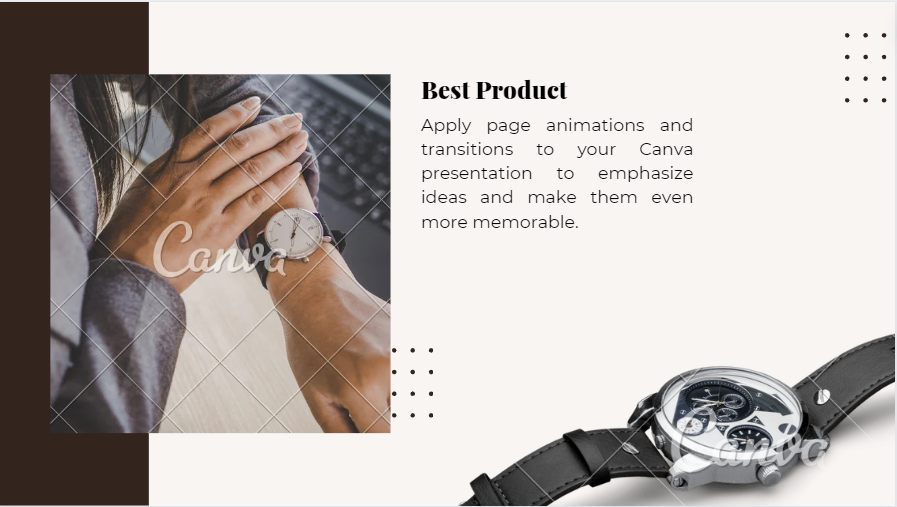 Best Product
Apply page animations and
transitions to your Canva
presentation to emphasize
ideas and make them even
more memorable.
Canva
Canva